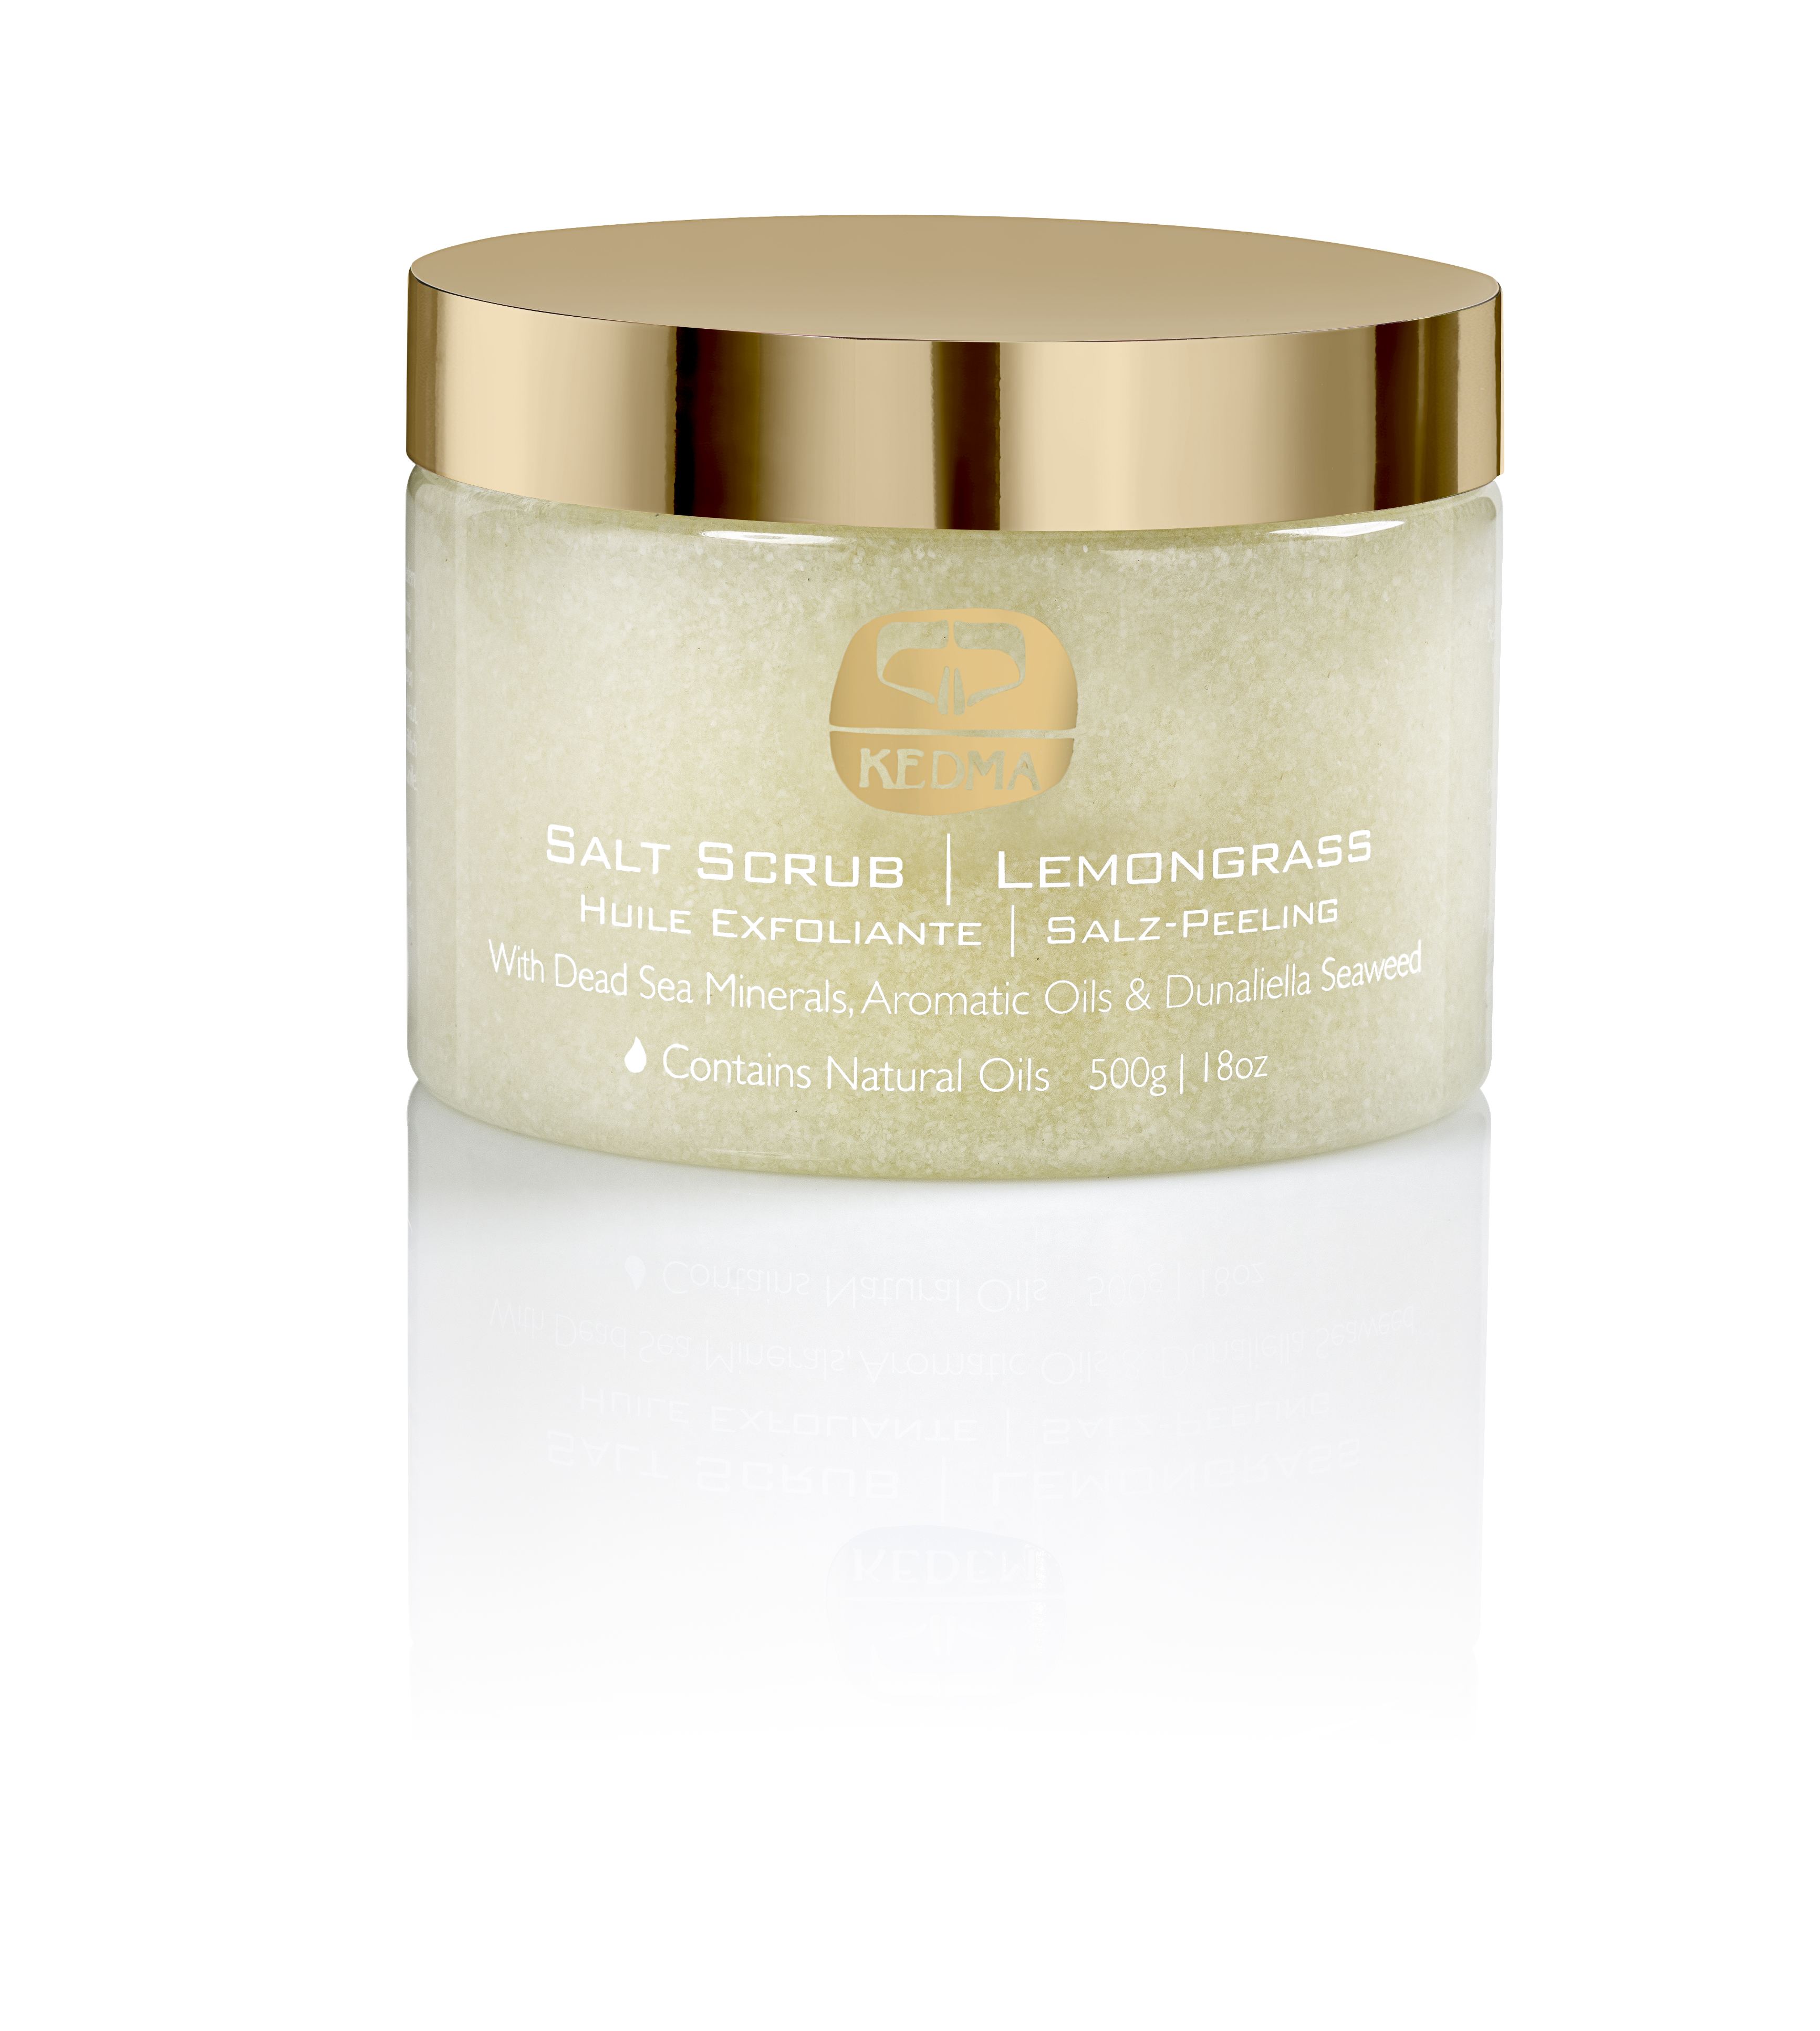 KEDMA
SALT SCRUB | LEMONGRASS
HUILE EXFOLIANTE | SALZ-PEELING
With Dead Sea Minerals, Aromatic Oils & Dunaliella Seaweed
Contains Natural Oils 500g | 18oz